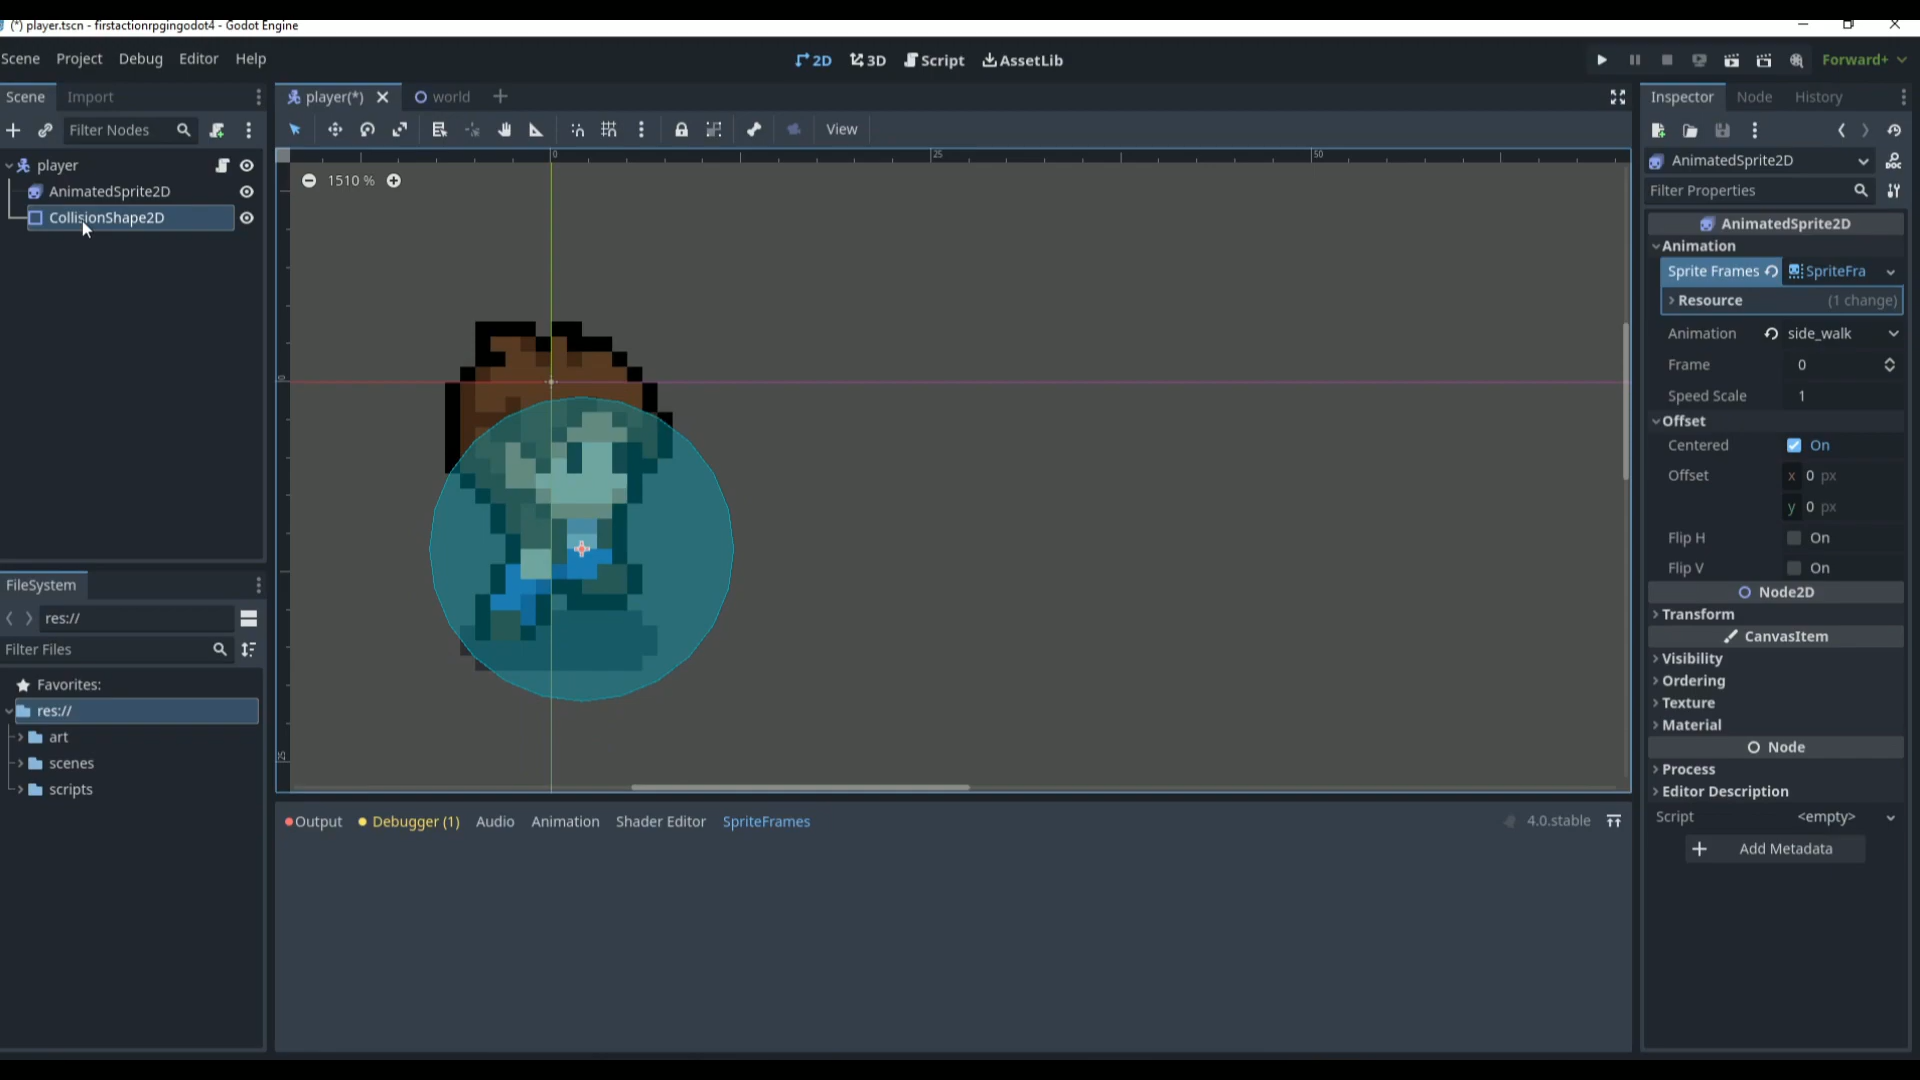 (*) player.tscn - firstactionrpgingodot4 - Godot Engine
Scene Project Debug Editor Help
2D 3D Script AssetLib
Forward+
Scene Import
player(*) world
Inspector Node History
Filter Nodes
View
player
AnimatedSprite2D
CollisionShape2D
0 25 50
1510 %
0
25
AnimatedSprite2D
DOC
Filter Properties
AnimatedSprite2D
Animation
Sprite Frames SpriteFra
Resource (1 change)
Animation side_walk
Frame 0
Speed Scale 1
Offset
Centered On
Offset x 0 px
y 0 px
Flip H On
Flip V On
Node2D
Transform
CanvasItem
Visibility
Ordering
Texture
Material
Node
Process
Editor Description
Script <empty>
Add Metadata
FileSystem
res://
Filter Files
Favorites:
res://
art
scenes
scripts
Output Debugger (1) Audio Animation Shader Editor SpriteFrames
4.0.stable